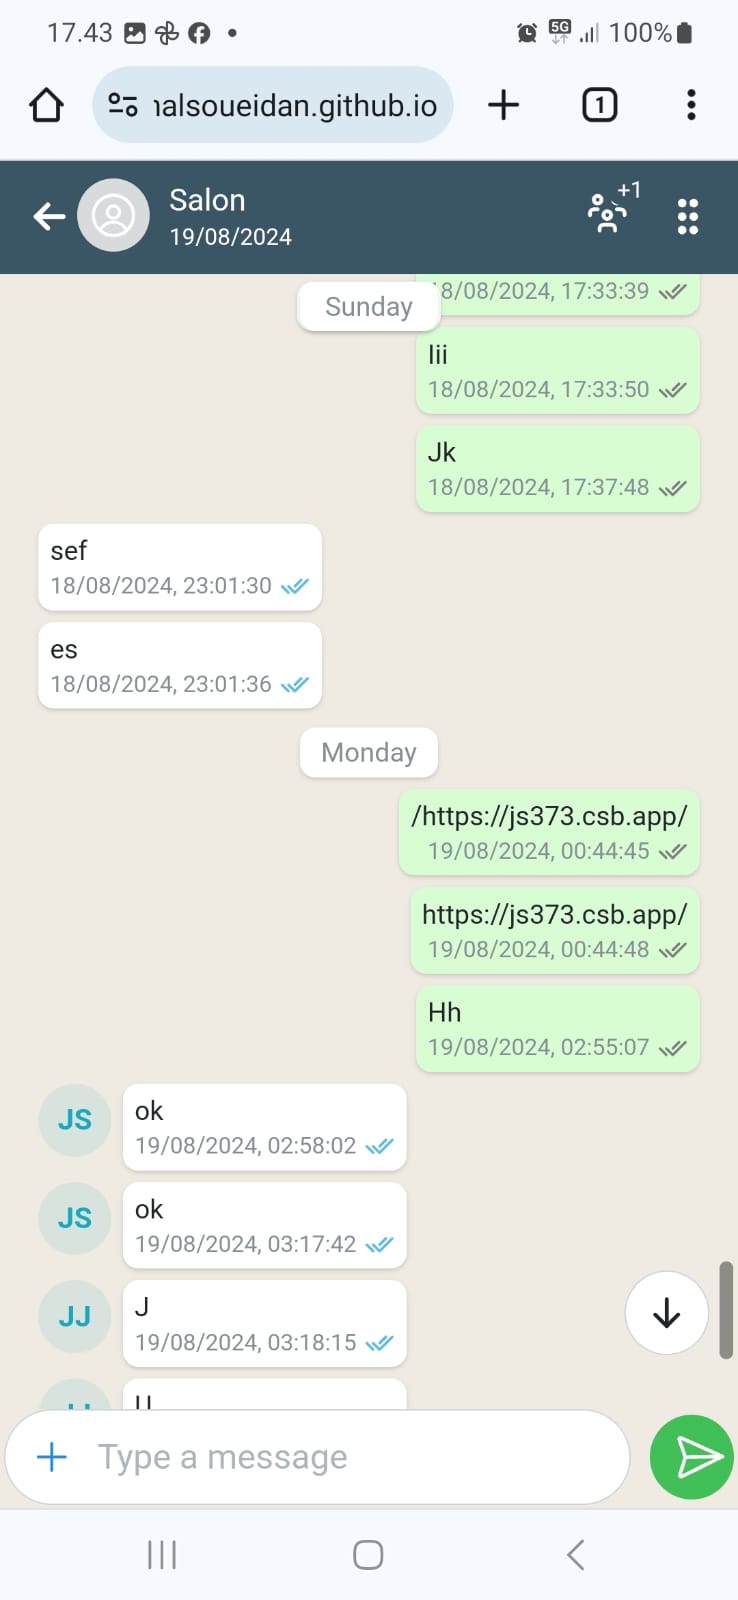 17.43
5G
100%
nalsoueidan.github.io
1
Salon
19/08/2024
+1
Sunday
8/08/2024, 17:33:39
Iii
18/08/2024, 17:33:50
Jk
18/08/2024, 17:37:48
sef
18/08/2024, 23:01:30
es
18/08/2024, 23:01:36
Monday
/https://js373.csb.app/
19/08/2024, 00:44:45
https://js373.csb.app/
19/08/2024, 00:44:48
Hh
19/08/2024, 02:55:07
JS
ok
19/08/2024, 02:58:02
JS
ok
19/08/2024, 03:17:42
JJ
J
19/08/2024, 03:18:15
Type a message